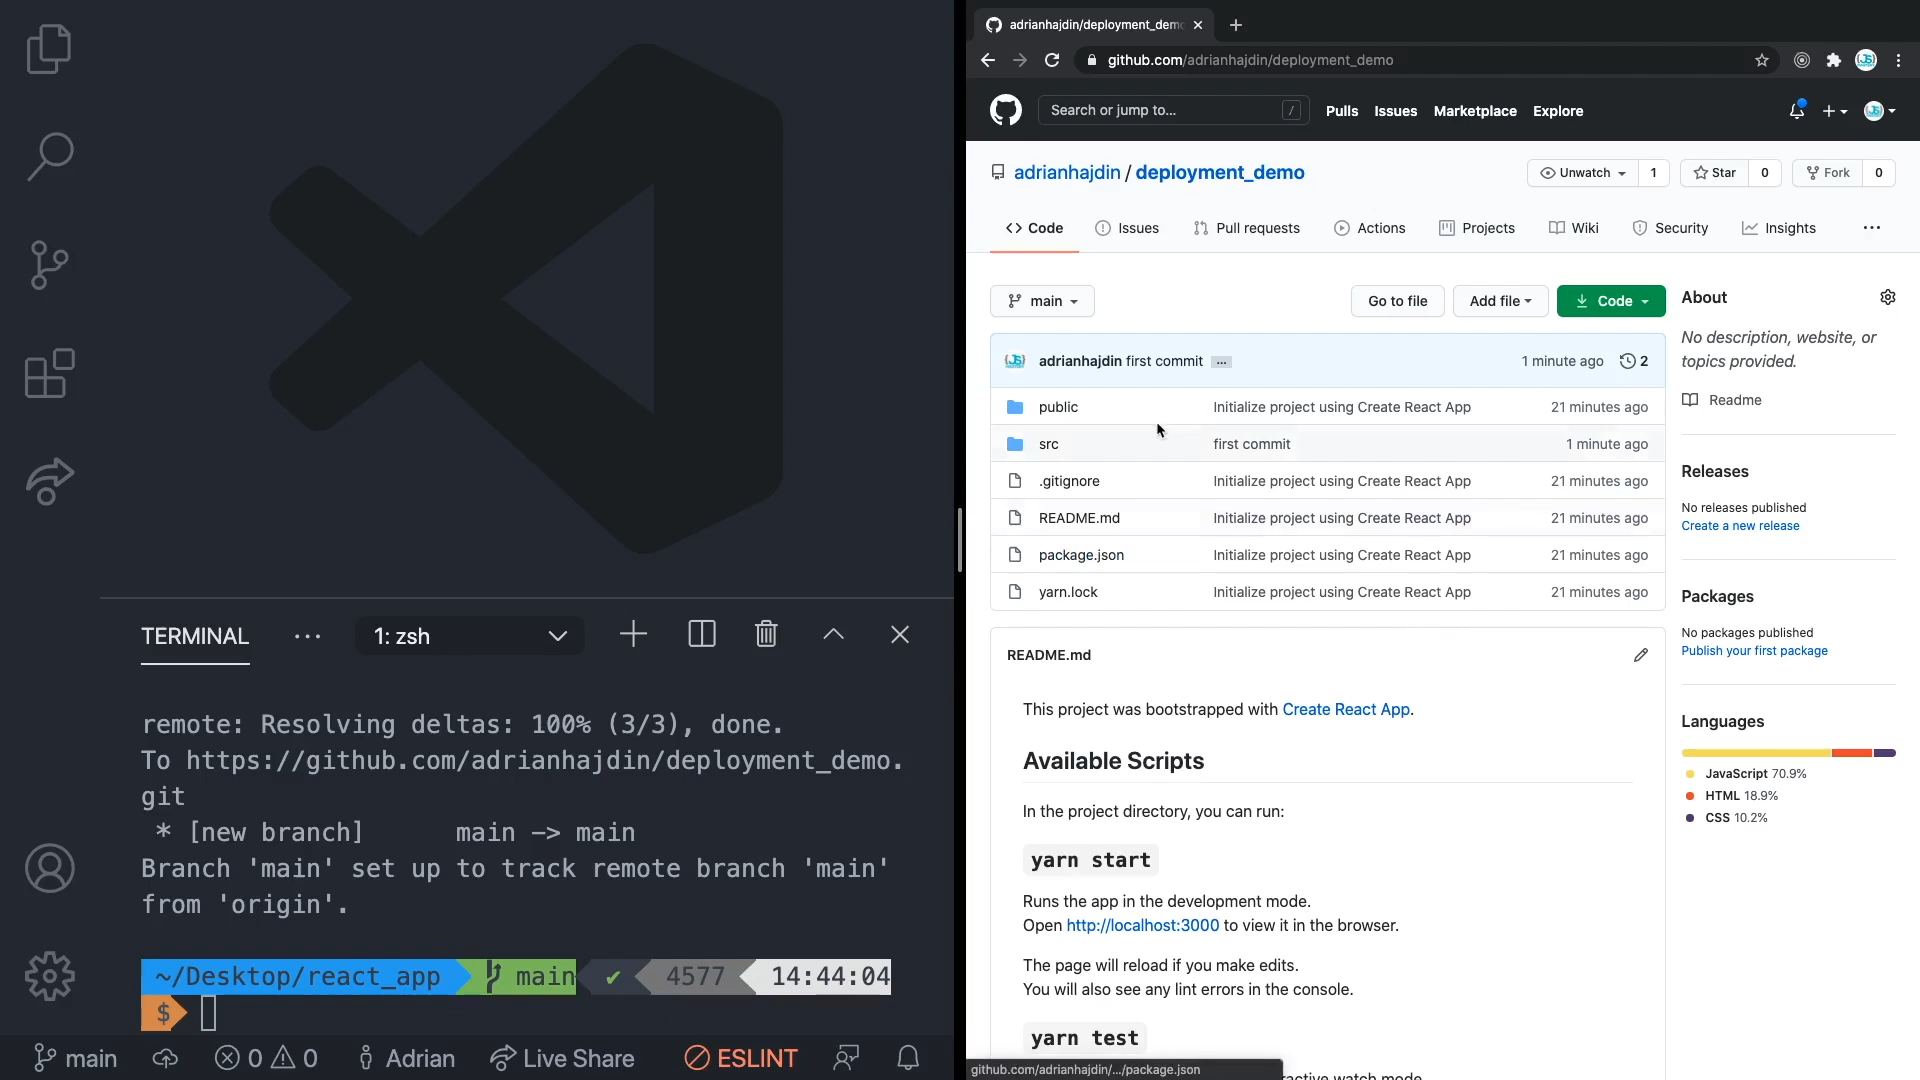 TERMINAL
1: zsh
remote: Resolving deltas: 100% (3/3), done.
To https://github.com/adrianhajdin/deployment_demo.
git
* [new branch] main -> main
Branch 'main' set up to track remote branch 'main'
from 'origin'.
~/Desktop/react_app main ✔ 4577 14:44:04
$
main 0 0 Adrian Live Share ESLINT
adrianhajdin/deployment_dem
github.com/adrianhajdin/deployment_demo
Search or jump to... / Pulls Issues Marketplace Explore
adrianhajdin / deployment_demo Unwatch 1 Star 0 Fork 0
Code Issues Pull requests Actions Projects Wiki Security Insights
main Go to file Add file Code
adrianhajdin first commit ... 1 minute ago 2
public Initialize project using Create React App 21 minutes ago
src first commit 1 minute ago
.gitignore Initialize project using Create React App 21 minutes ago
README.md Initialize project using Create React App 21 minutes ago
package.json Initialize project using Create React App 21 minutes ago
yarn.lock Initialize project using Create React App 21 minutes ago
README.md
This project was bootstrapped with Create React App.
Available Scripts
In the project directory, you can run:
yarn start
Runs the app in the development mode.
Open http://localhost:3000 to view it in the browser.
The page will reload if you make edits.
You will also see any lint errors in the console.
yarn test
github.com/adrianhajdin/.../package.json
watch mode
About
No description, website, or
topics provided.
Readme
Releases
No releases published
Create a new release
Packages
No packages published
Publish your first package
Languages
JavaScript 70.9%
HTML 18.9%
CSS 10.2%